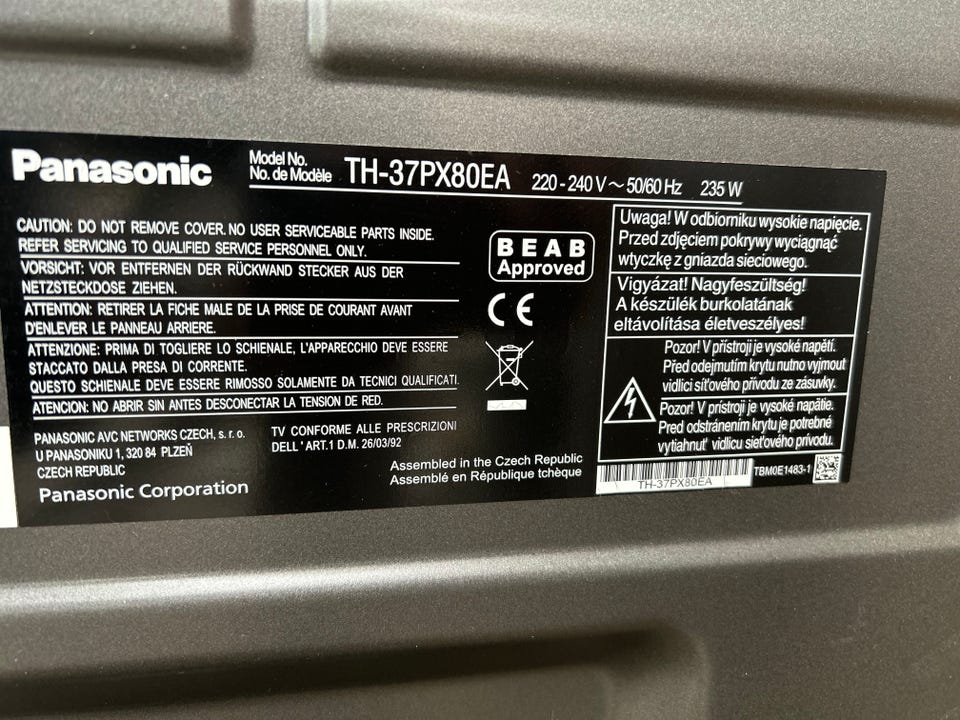 Panasonic
Model No.
No. de Modèle
TH-37PX80EA 220 - 240 V ~ 50/60 Hz 235 W
CAUTION: DO NOT REMOVE COVER. NO USER SERVICEABLE PARTS INSIDE.
REFER SERVICING TO QUALIFIED SERVICE PERSONNEL ONLY.
VORSICHT: VOR ENTFERNEN DER RÜCKWAND STECKER AUS DER
NETZSTECKDOSE ZIEHEN.
ATTENTION: RETIRER LA FICHE MALE DE LA PRISE DE COURANT AVANT
D'ENLEVER LE PANNEAU ARRIERE.
ATTENZIONE: PRIMA DI TOGLIERE LO SCHIENALE, L'APPARECCHIO DEVE ESSERE
STACCATO DALLA PRESA DI CORRENTE.
QUESTO SCHIENALE DEVE ESSERE RIMOSSO SOLAMENTE DA TECNICI QUALIFICATI.
ATENCION: NO ABRIR SIN ANTES DESCONECTAR LA TENSION DE RED.
PANASONIC AVC NETWORKS CZECH, s. r. o.
U PANASONIKU 1, 320 84 PLZEŇ
CZECH REPUBLIC
Panasonic Corporation
TV CONFORME ALLE PRESCRIZIONI
DELL ' ART.1 D.M. 26/03/92
BEAB
Approved
CE
Assembled in the Czech Republic
Assemblé en République tchèque
Uwaga! W odbiorniku wysokie napięcie.
Przed zdjęciem pokrywy wyciągnąć
wtyczkę z gniazda sieciowego.
Vigyázat! Nagyfeszültség!
A készülék burkolatának
eltávolítása életveszélyes!
Pozor! V přístroji je vysoké napětí.
Před odejmutím krytu nutno vyjmout
vidlici síťového přívodu ze zásuvky.
Pozor! V prístroji je vysoké napätie.
Pred odstránením krytu je potrebné
vytiahnuť vidlicu sieťového prívodu.
TH-37PX80EA
TBM0E1483-1